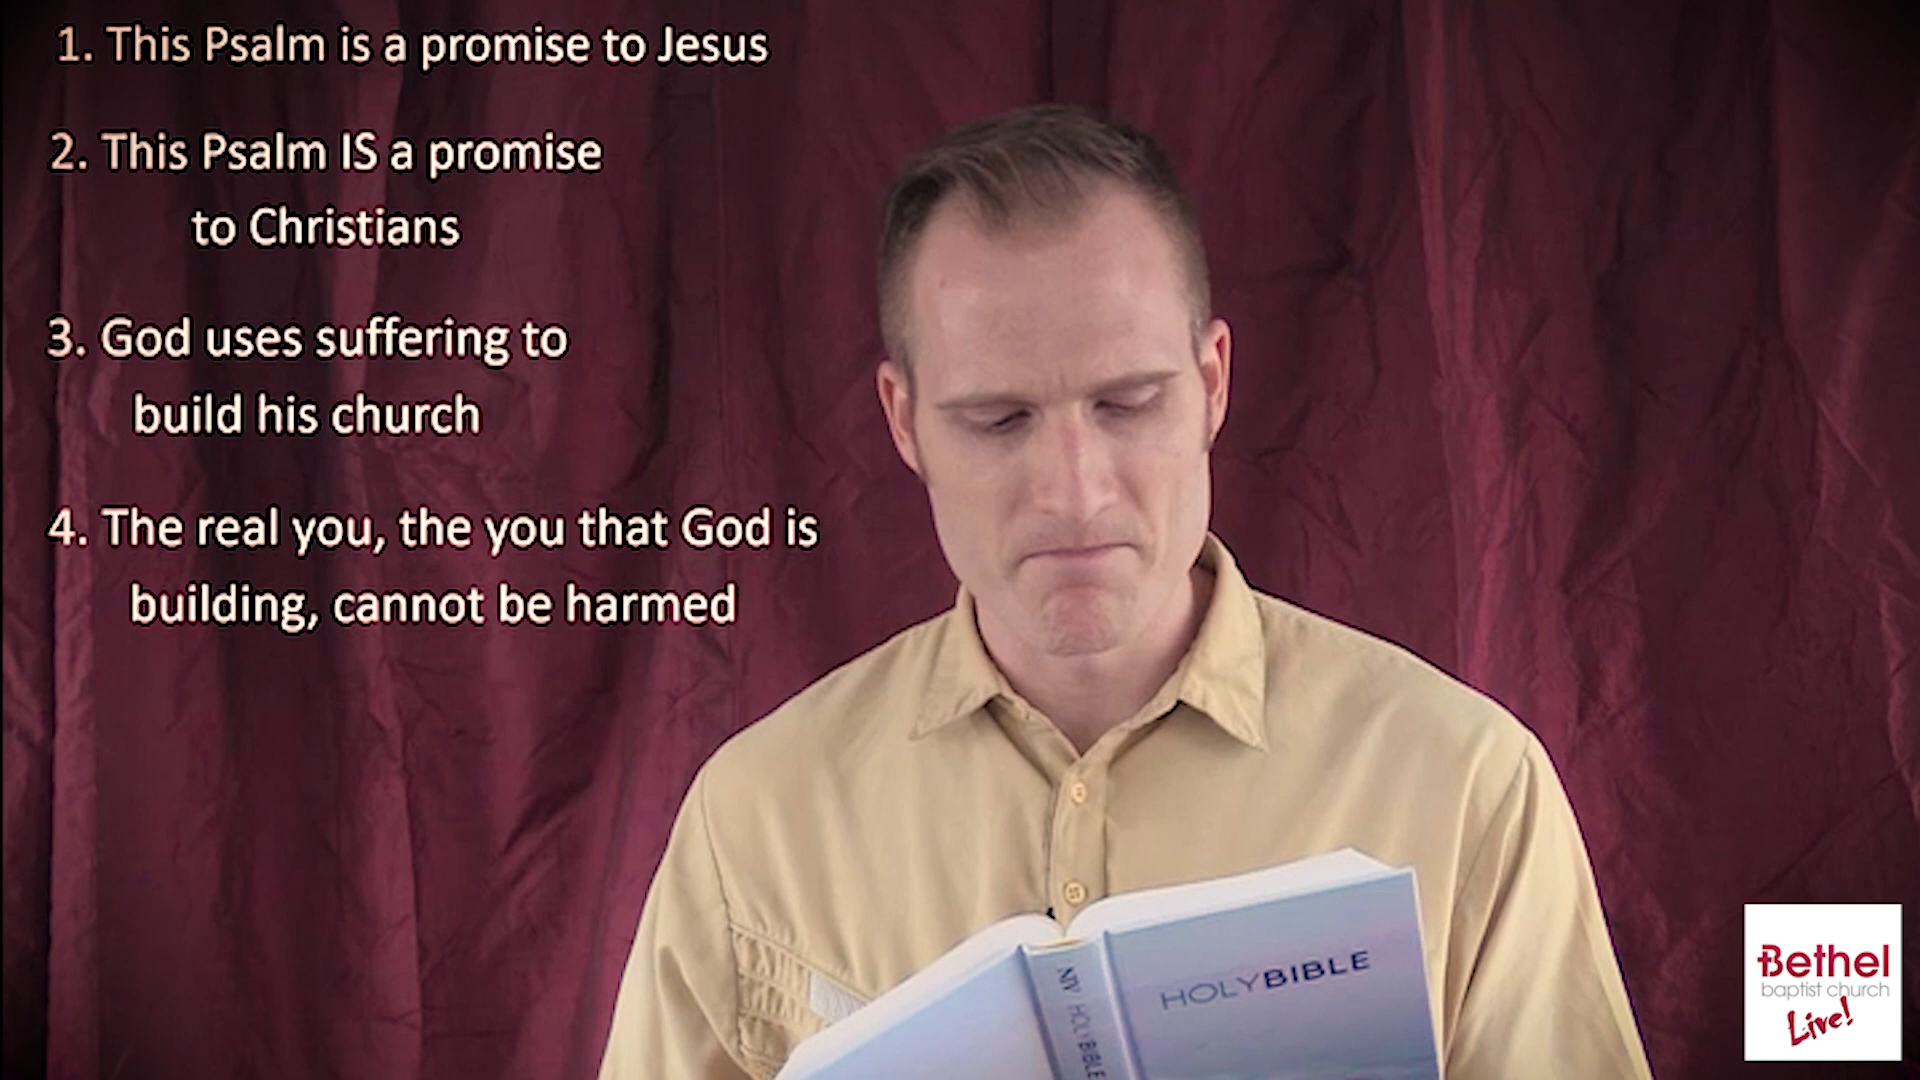 1. This Psalm is a promise to Jesus
2. This Psalm IS a promise
to Christians
3. God uses suffering to
build his church
4. The real you, the you that God is
building, cannot be harmed
NIV HOLY BIBLE
HOLY BIBLE
Bethel
baptist church
Live!